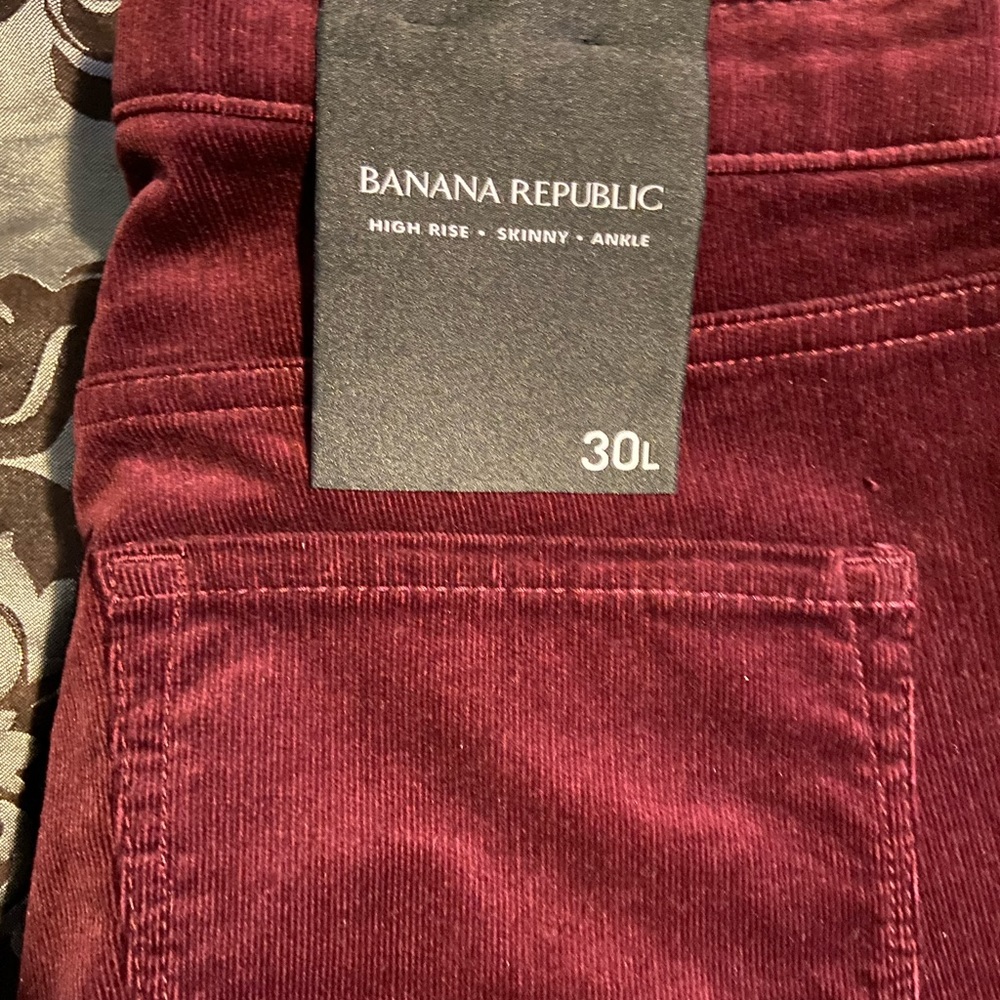 BANANA REPUBLIC
HIGH RISE • SKINNY • ANKLE
30L